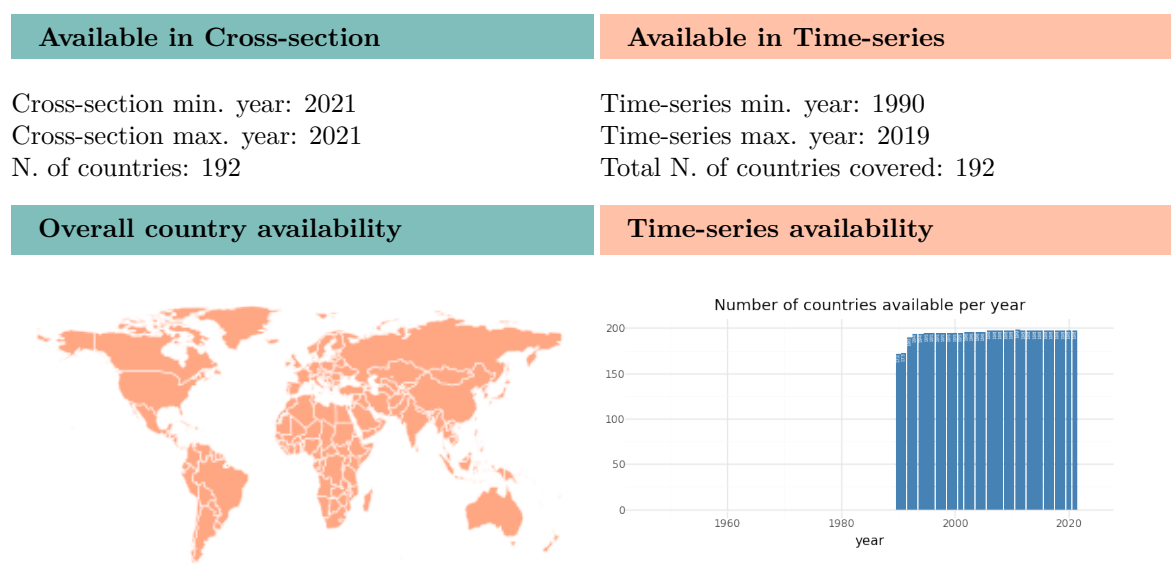 Available in Cross-section
Available in Time-series
Cross-section min. year: 2021
Cross-section max. year: 2021
N. of countries: 192
Time-series min. year: 1990
Time-series max. year: 2019
Total N. of countries covered: 192
Overall country availability
Time-series availability
Number of countries available per year
200
150
100
50
0
1960
1980
2000
2020
year